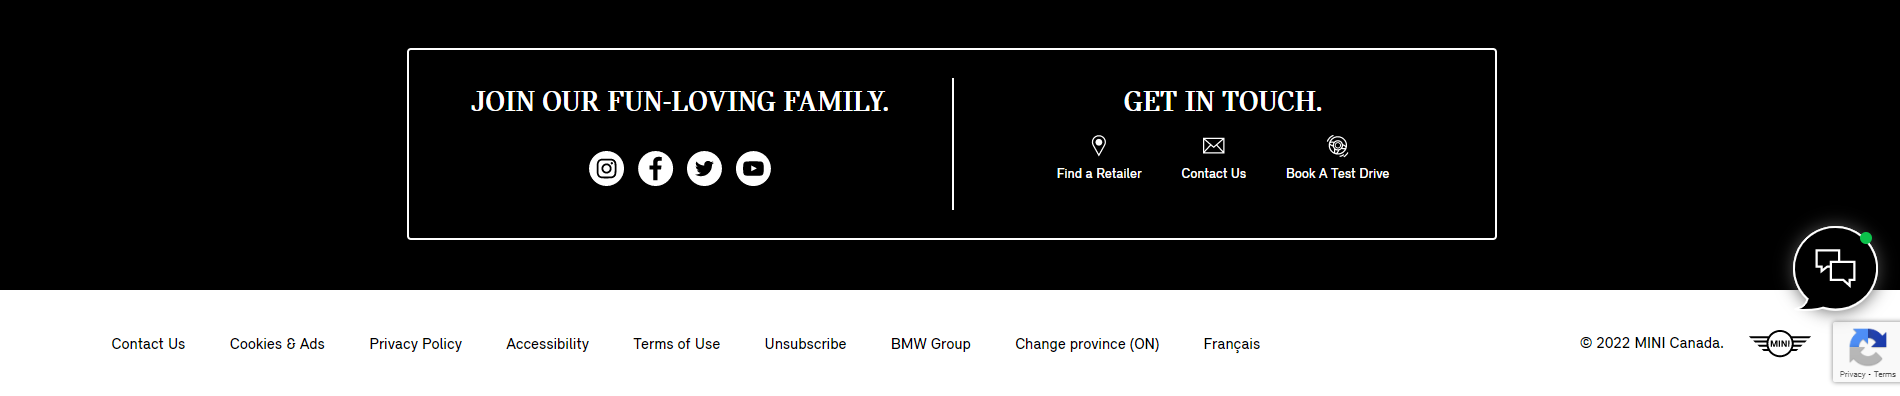 JOIN OUR FUN-LOVING FAMILY.
GET IN TOUCH.
Find a Retailer
Contact Us
Book A Test Drive
Contact Us
Cookies & Ads
Privacy Policy
Accessibility
Terms of Use
Unsubscribe
BMW Group
Change province (ON)
Français
© 2022 MINI Canada.
MINI
Privacy - Terms